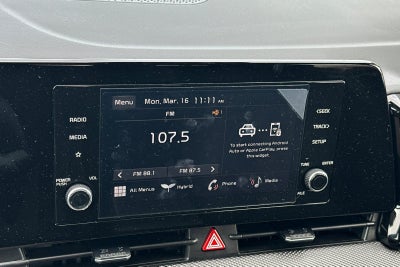 Menu Mon, Mar, 16 11:11 AM
FM
107.5
To start connecting Android
Auto or Apple CarPlay, press
this widget.
< FM 88.1 FM 87.5 >
All Menus Hybrid Phone Media
RADIO
MEDIA
☆
POWER
PUSH
VOL
< SEEK
TRACK >
SETUP
TUNE
FILE
ENTER